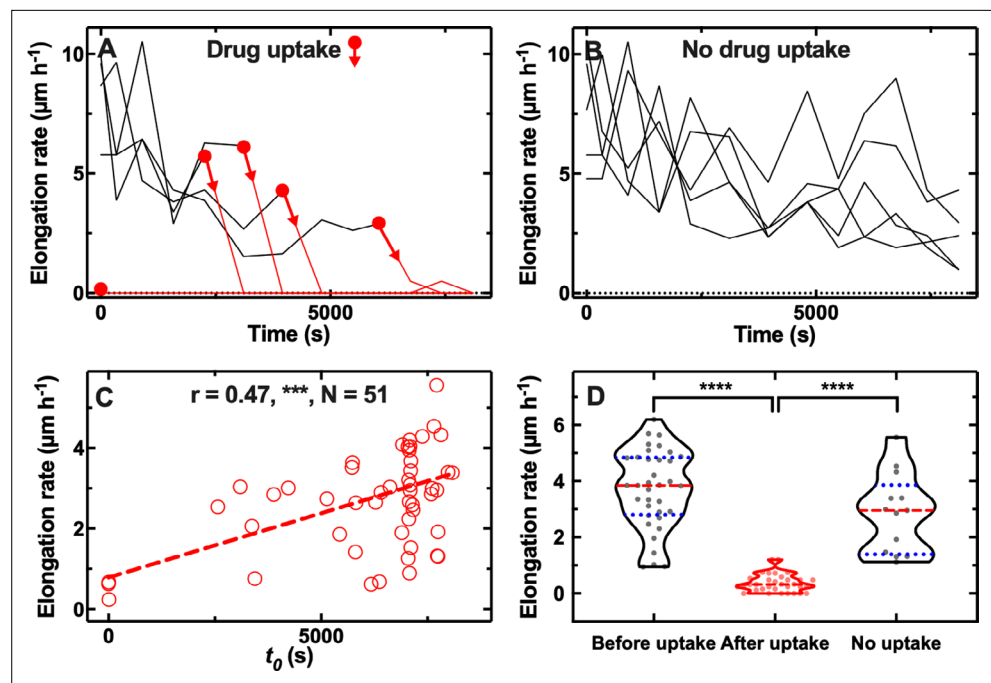 A Drug uptake
Elongation rate (µm h-1)
10
5
0
0 5000
Time (s)
B No drug uptake
Elongation rate (µm h-1)
10
5
0
0 5000
Time (s)
C r = 0.47, ***, N = 51
Elongation rate (µm h-1)
4
2
0
0 5000
t0 (s)
D **** ****
Elongation rate (µm h-1)
6
4
2
0
Before uptake After uptake No uptake